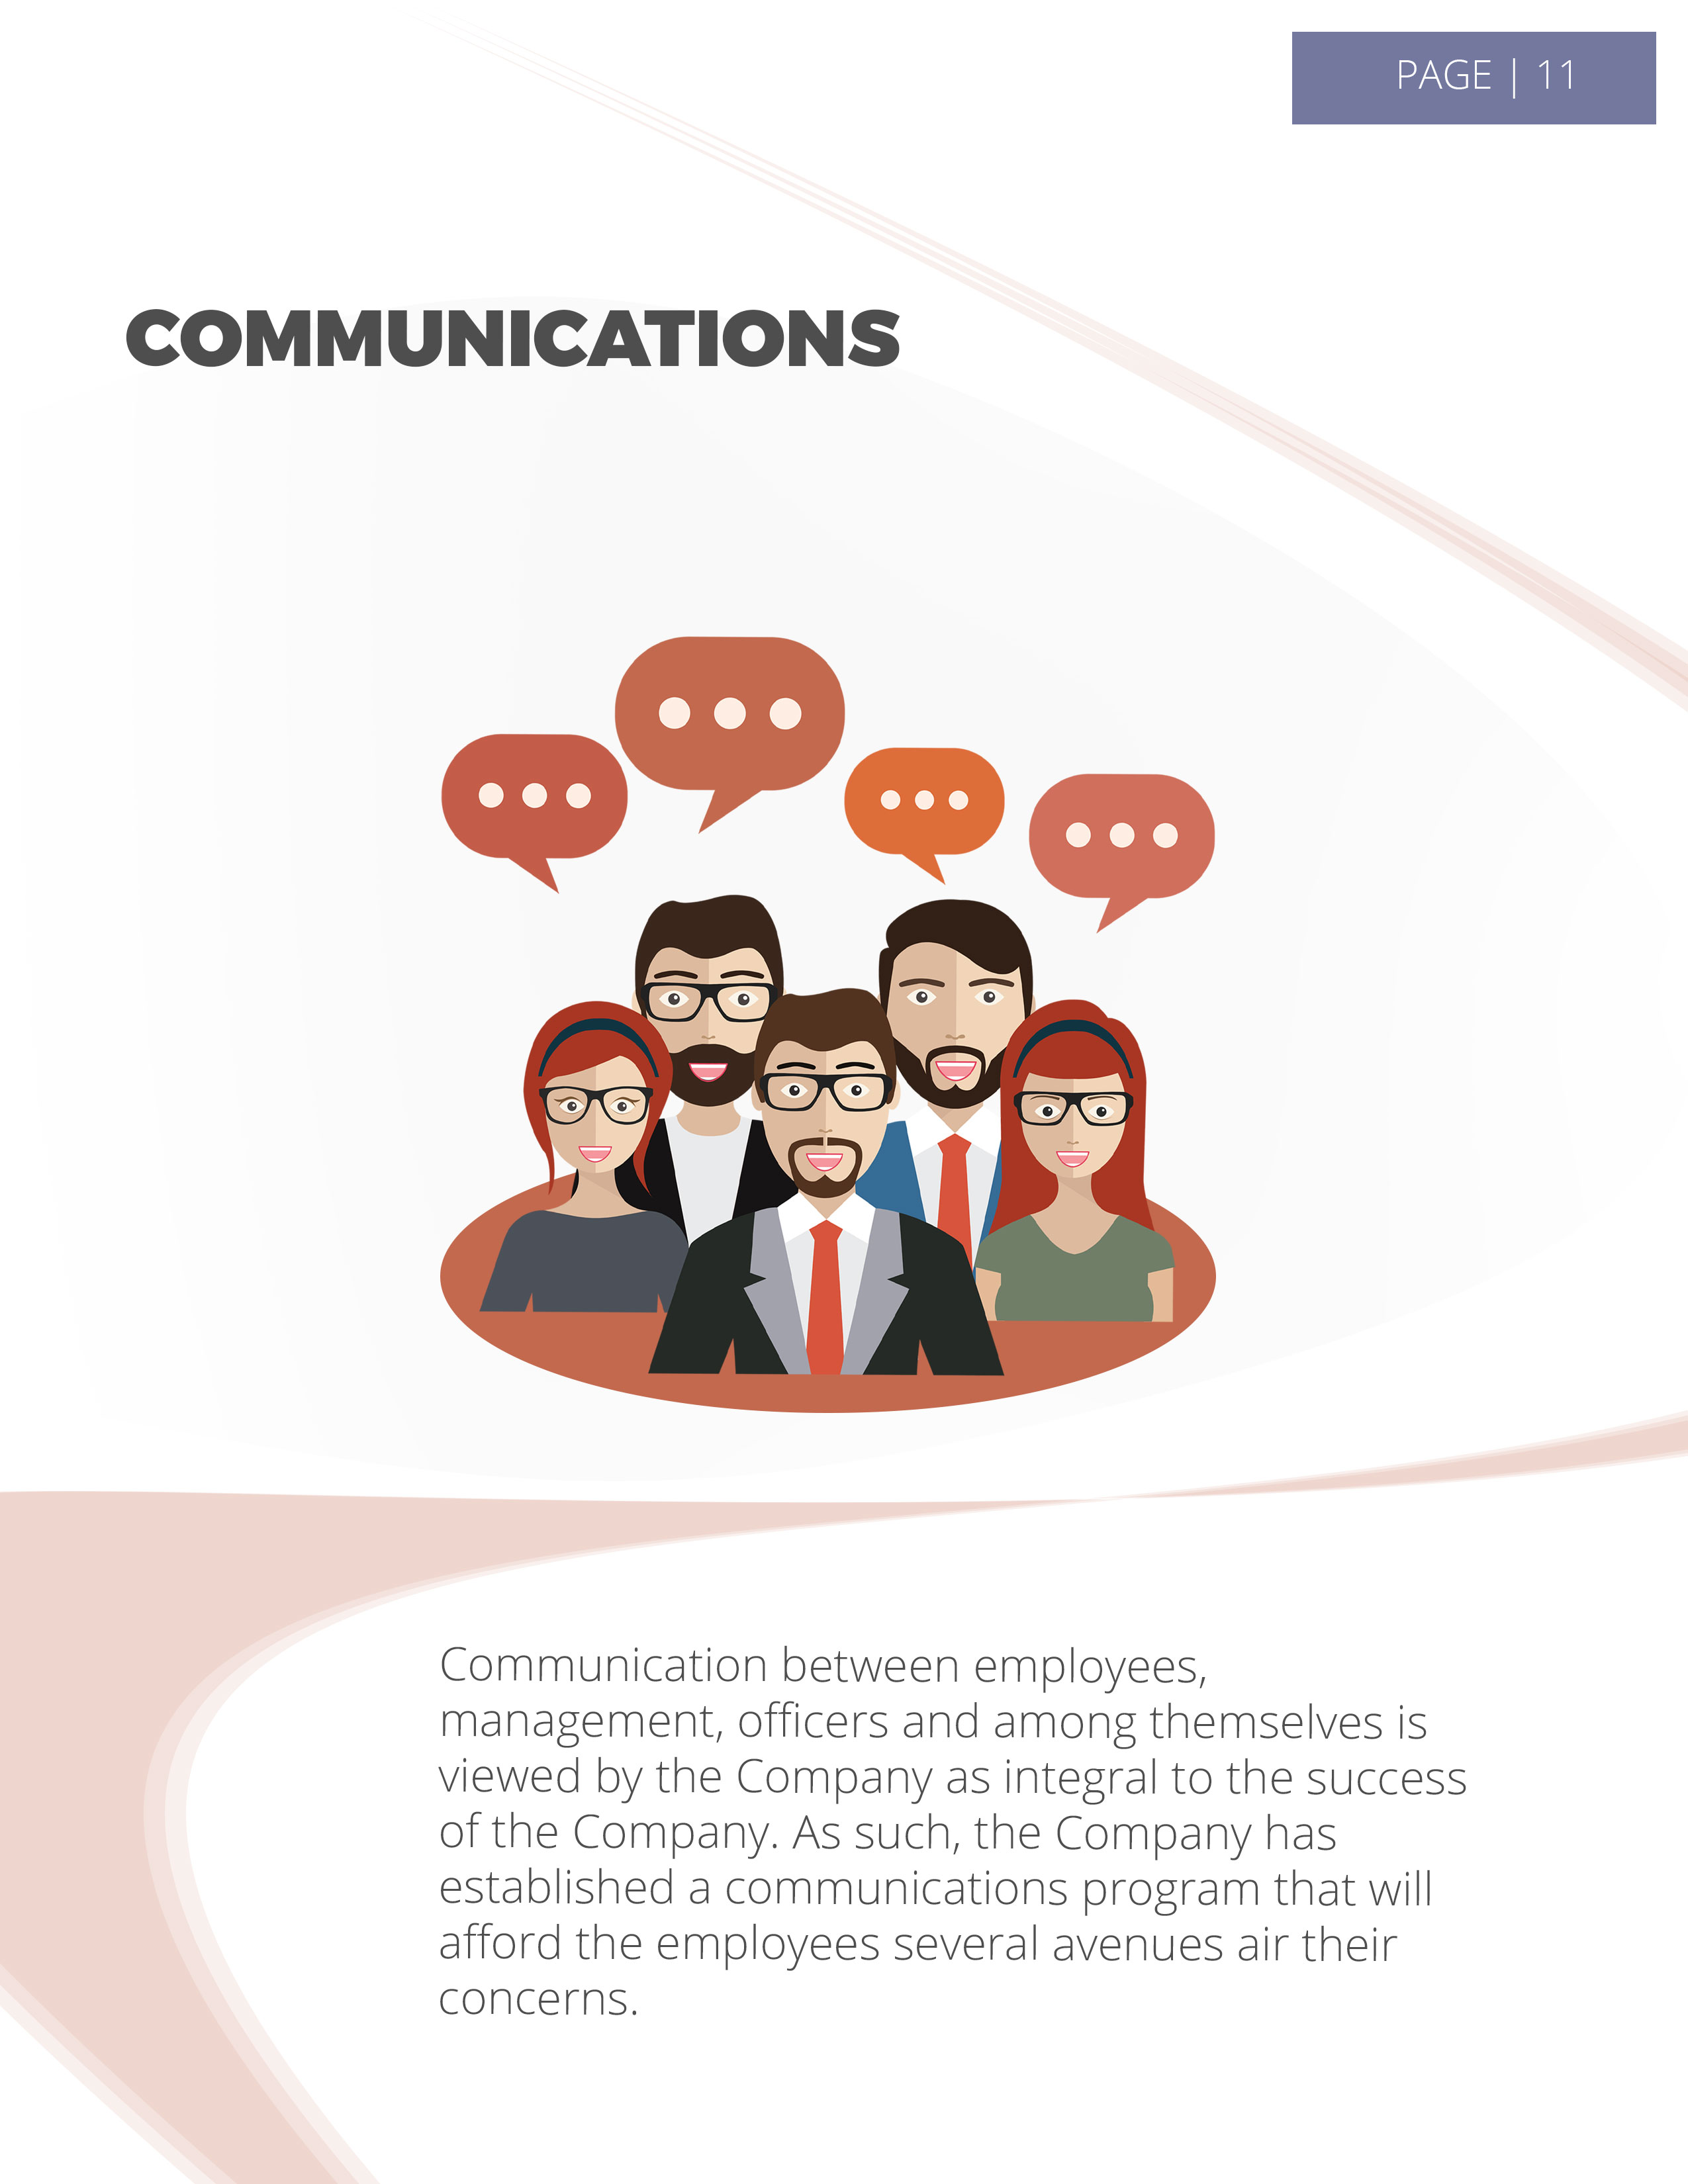 PAGE | 11
COMMUNICATIONS
Communication between employees,
management, officers and among themselves is
viewed by the Company as integral to the success
of the Company. As such, the Company has
established a communications program that will
afford the employees several avenues air their
concerns.